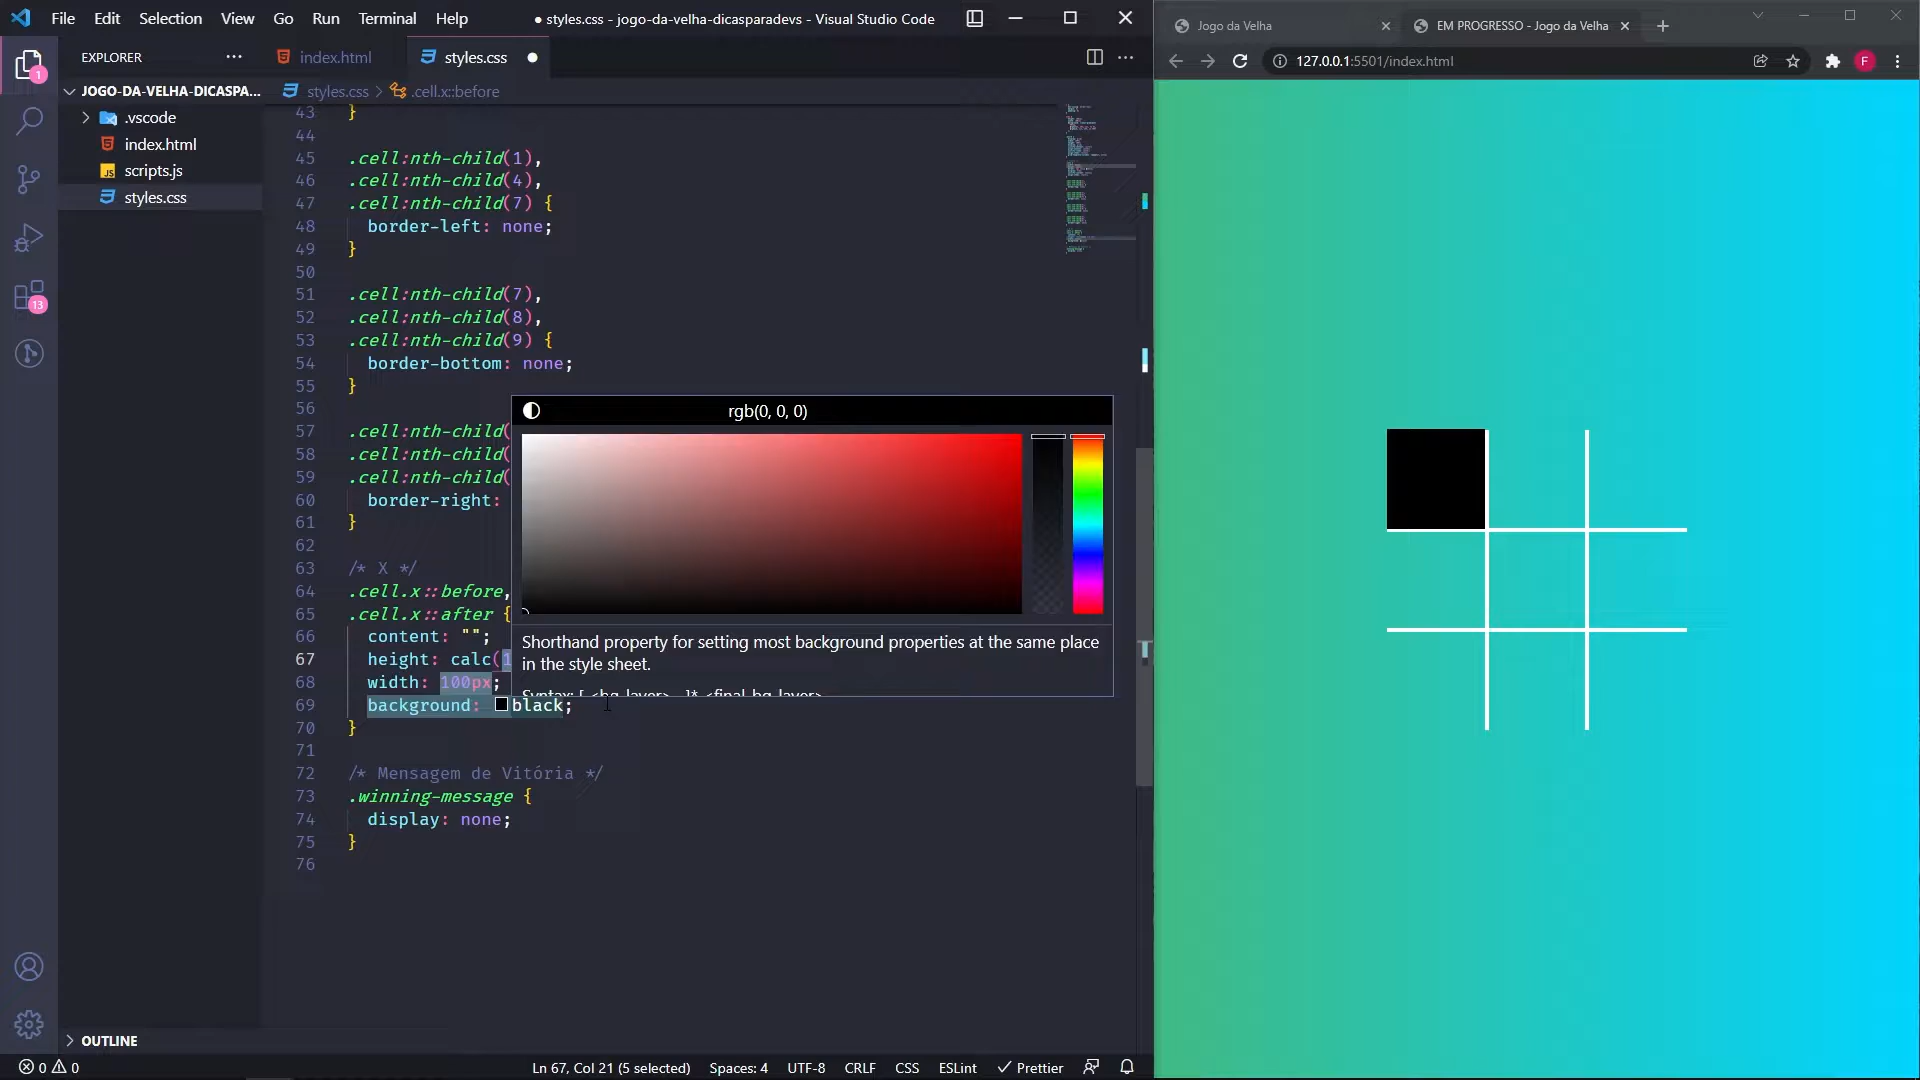 File Edit Selection View Go Run Terminal Help
● styles.css - jogo-da-velha-dicasparadevs - Visual Studio Code
Jogo da Velha
EM PROGRESSO - Jogo da Velha
127.0.0.1:5501/index.html
F
EXPLORER
index.html
styles.css
JOGO-DA-VELHA-DICASPA...
styles.css > .cell.x::before
.vscode
index.html
JS scripts.js
styles.css
1
13
43 }
44
45 .cell:nth-child(1),
46 .cell:nth-child(4),
47 .cell:nth-child(7) {
48 border-left: none;
49 }
50
51 .cell:nth-child(7),
52 .cell:nth-child(8),
53 .cell:nth-child(9) {
54 border-bottom: none;
55 }
56
57 .cell:nth-child(
58 .cell:nth-child(
59 .cell:nth-child(
60 border-right:
61 }
62
63 /* X */
64 .cell.x::before,
65 .cell.x::after {
66 content: "";
67 height: calc(1
68 width: 100px;
69 background: black;
70 }
71
72 /* Mensagem de Vitória */
73 .winning-message {
74 display: none;
75 }
76
rgb(0, 0, 0)
Shorthand property for setting most background properties at the same place
in the style sheet.
OUTLINE
0 0
Ln 67, Col 21 (5 selected) Spaces: 4 UTF-8 CRLF CSS ESLint Prettier